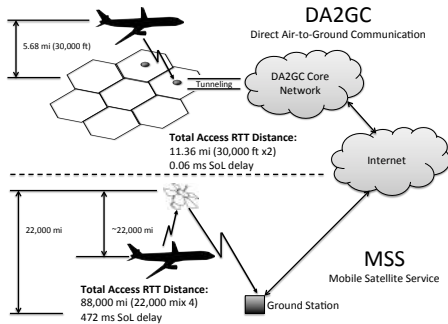 DA2GC
Direct Air-to-Ground Communication
5.68 mi (30,000 ft)
DA2GC Core
Network
Tunneling
Total Access RTT Distance:
11.36 mi (30,000 ft x2)
0.06 ms SoL delay
Internet
22,000 mi
~22,000 mi
MSS
Mobile Satellite Service
Total Access RTT Distance:
88,000 mi (22,000 mix 4)
472 ms SoL delay
Ground Station